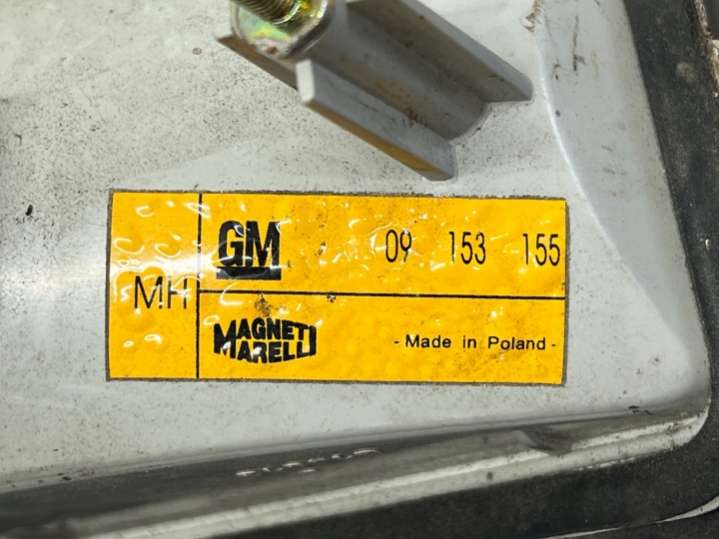 MH
GM 09 153 155
MAGNETI
MARELLI
- Made in Poland -